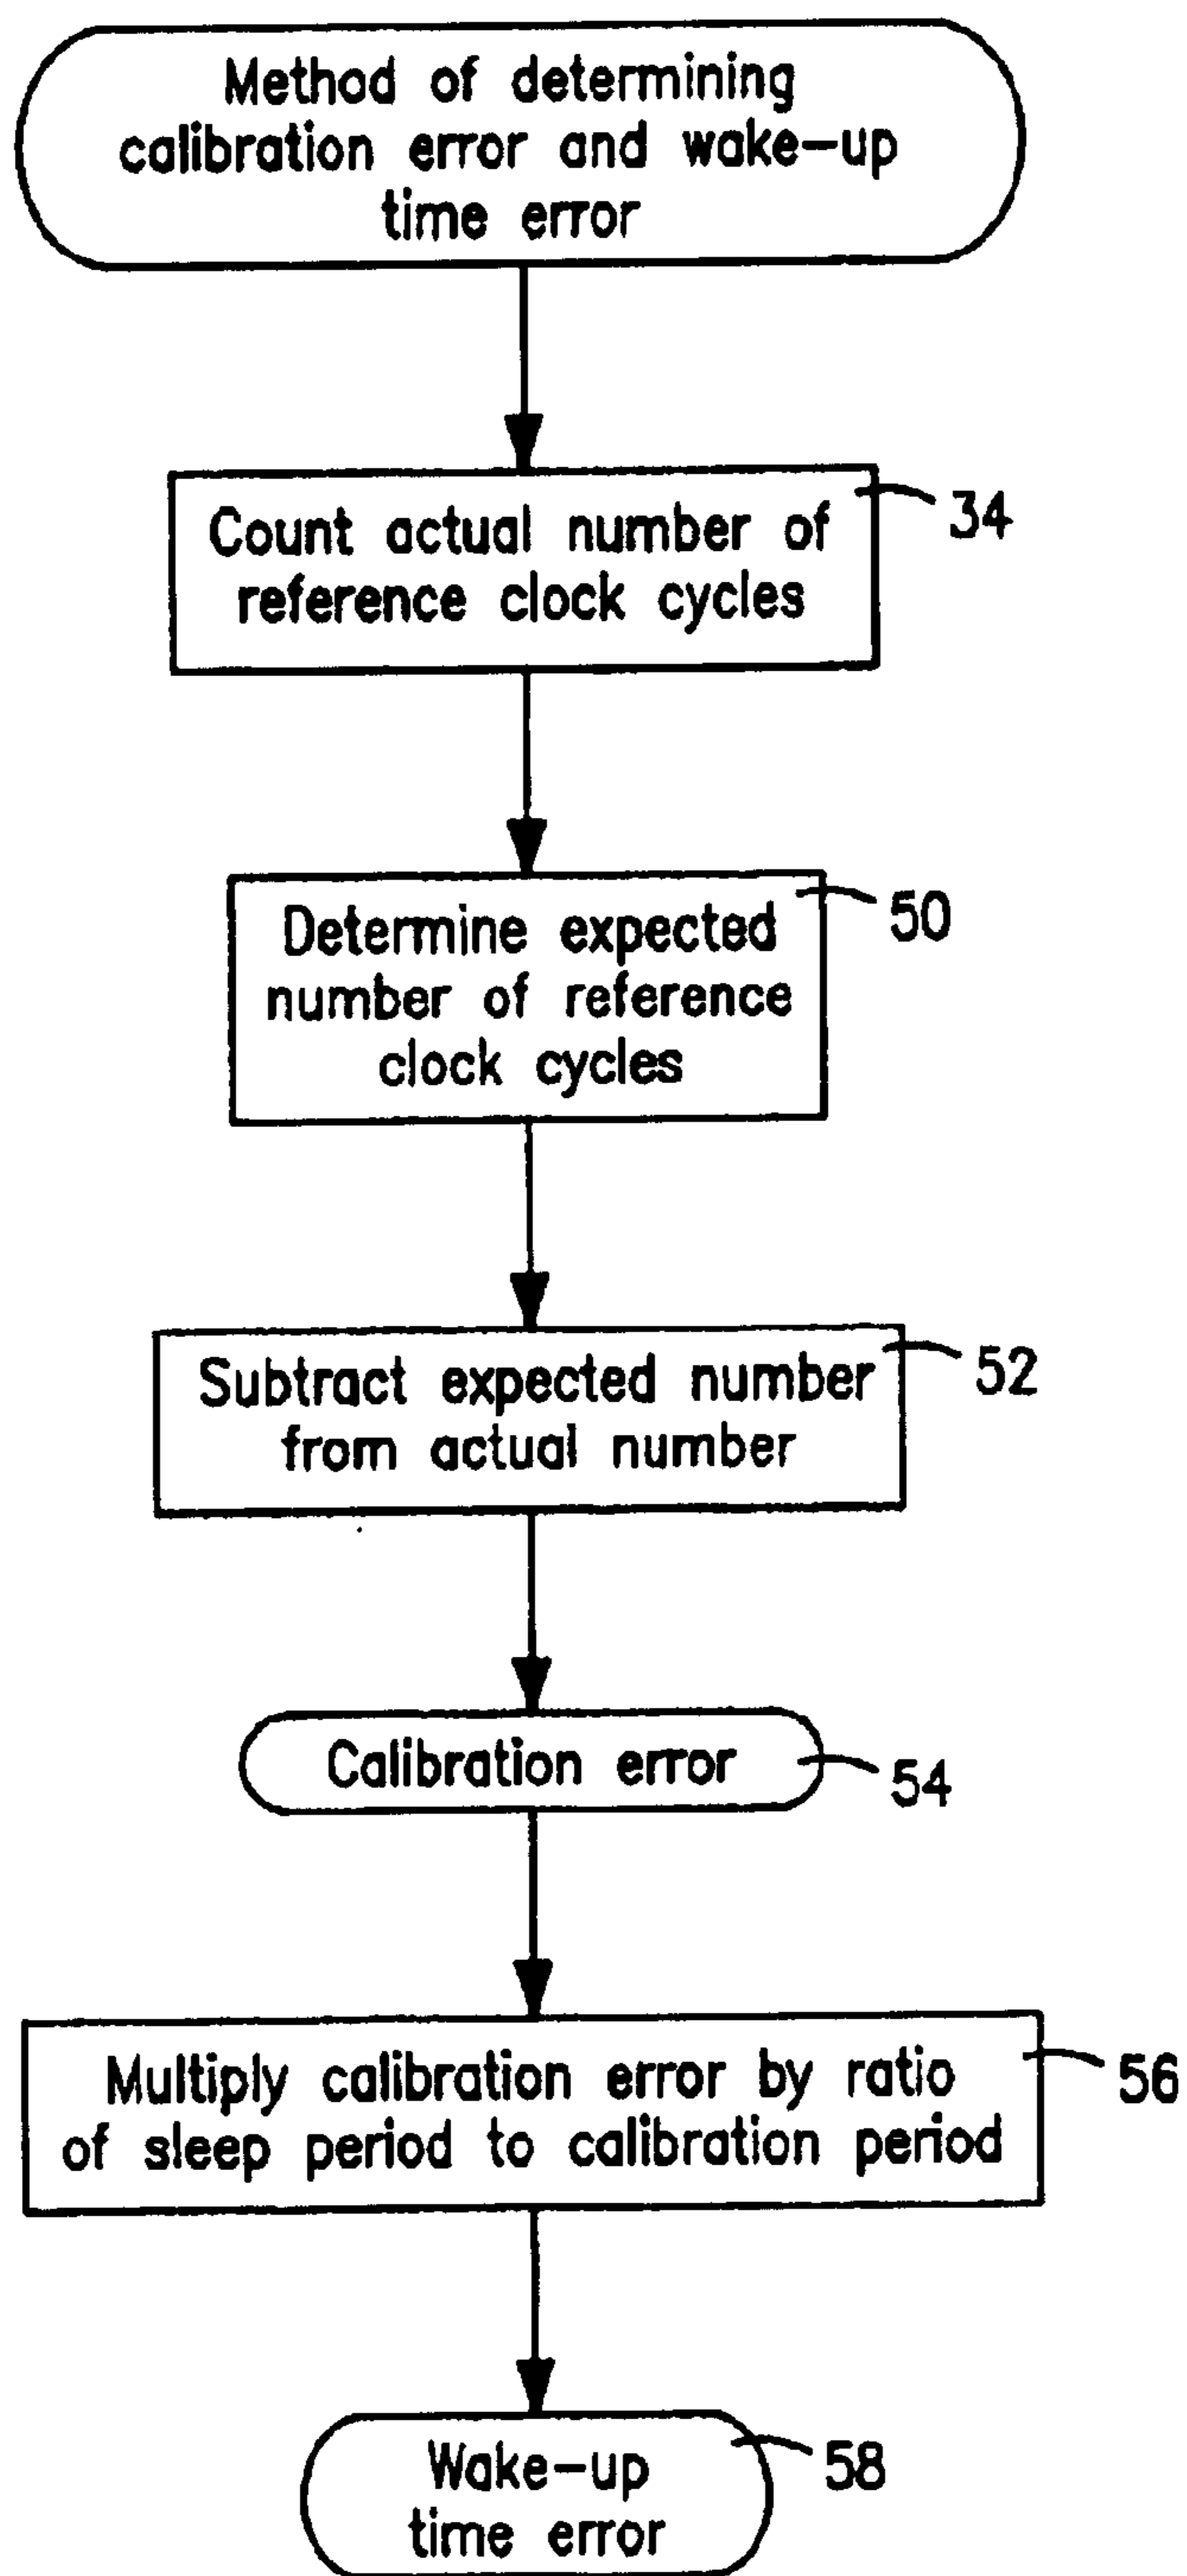 Method of determining
calibration error and wake-up
time error
Count actual number of
reference clock cycles
34
Determine expected
number of reference
clock cycles
50
Subtract expected number
from actual number
52
Calibration error
54
Multiply calibration error by ratio
of sleep period to calibration period
56
Wake-up
time error
58